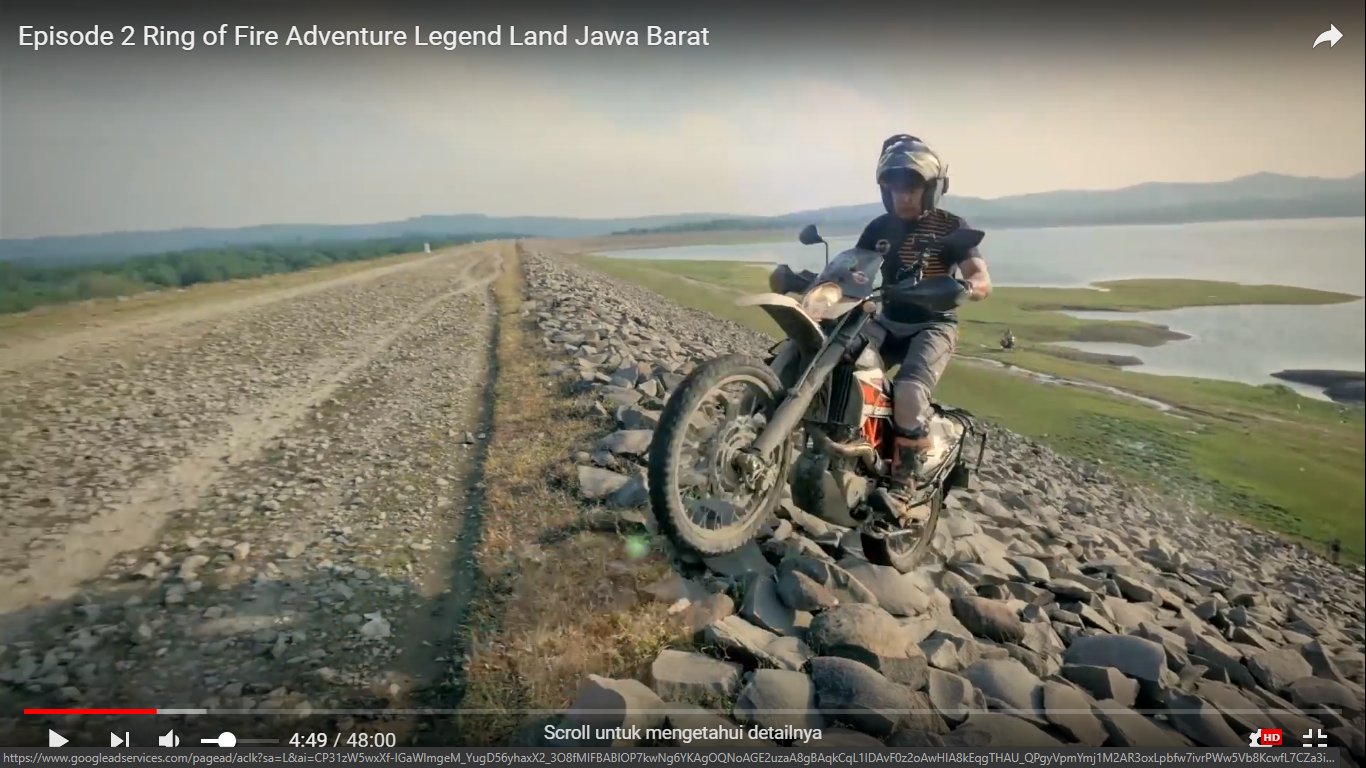 Episode 2 Ring of Fire Adventure Legend Land Jawa Barat
4:49 / 48:00
Scroll untuk mengetahui detailnya
HD
https://www.googleadservices.com/pagead/aclk?sa=L&ai=CP31zW5wxXf-IGaWlmgeM_YugD56yhaxX2_3O8fMIFBABIOP7kwNg6YKAgOQNoAGE2uzaA8gBAqkCqL1IDAvF0z2oAwHIA8kEqgTHAU_QPgyVpmYmj1M2AR3oxLpbfw7ivrPWw5Vb8KcwfL7CZa3i...